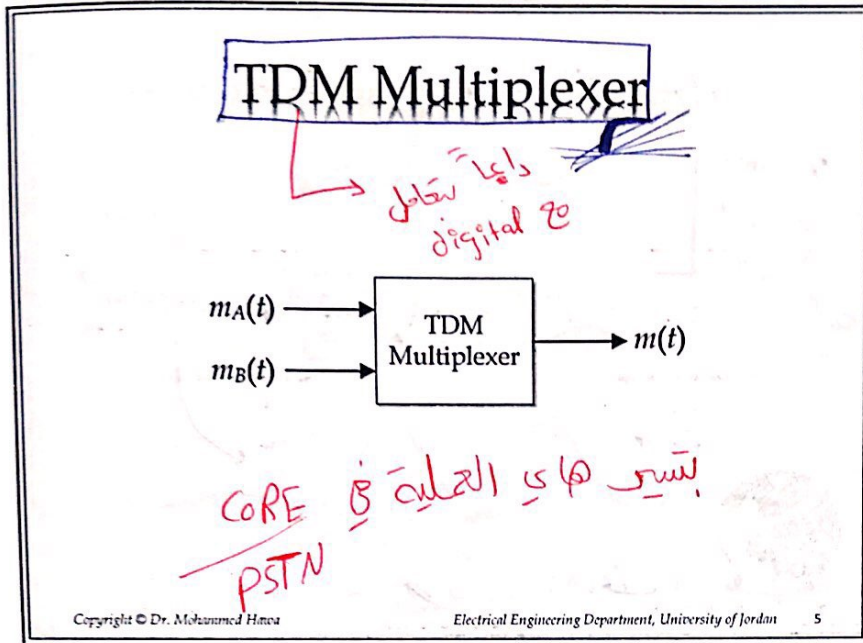 TDM Multiplexer
دايماً بتعامل
مع digital
mA(t)
TDM
Multiplexer
m(t)
mB(t)
بتسير هاي العملية في CORE
PSTN
Copyright © Dr. Mohammed Hawa Electrical Engineering Department, University of Jordan 5